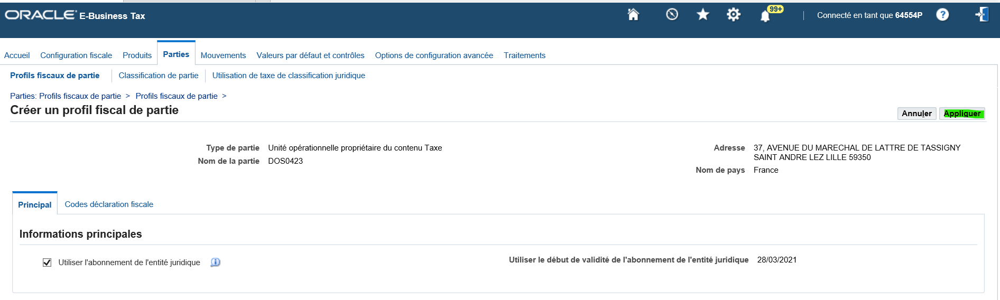 ORACLE E-Business Tax
99+
Connecté en tant que 64554P
?
Accueil Configuration fiscale Produits Parties Mouvements Valeurs par défaut et contrôles Options de configuration avancée Traitements
Profils fiscaux de partie Classification de partie Utilisation de taxe de classification juridique
Parties: Profils fiscaux de partie > Profils fiscaux de partie >
Créer un profil fiscal de partie
Annuler Appliquer
Type de partie Unité opérationnelle propriétaire du contenu Taxe
Nom de la partie DOS0423
Adresse 37, AVENUE DU MARECHAL DE LATTRE DE TASSIGNY
SAINT ANDRE LEZ LILLE 59350
Nom de pays France
Principal Codes déclaration fiscale
Informations principales
Utiliser l'abonnement de l'entité juridique
Utiliser le début de validité de l'abonnement de l'entité juridique 28/03/2021